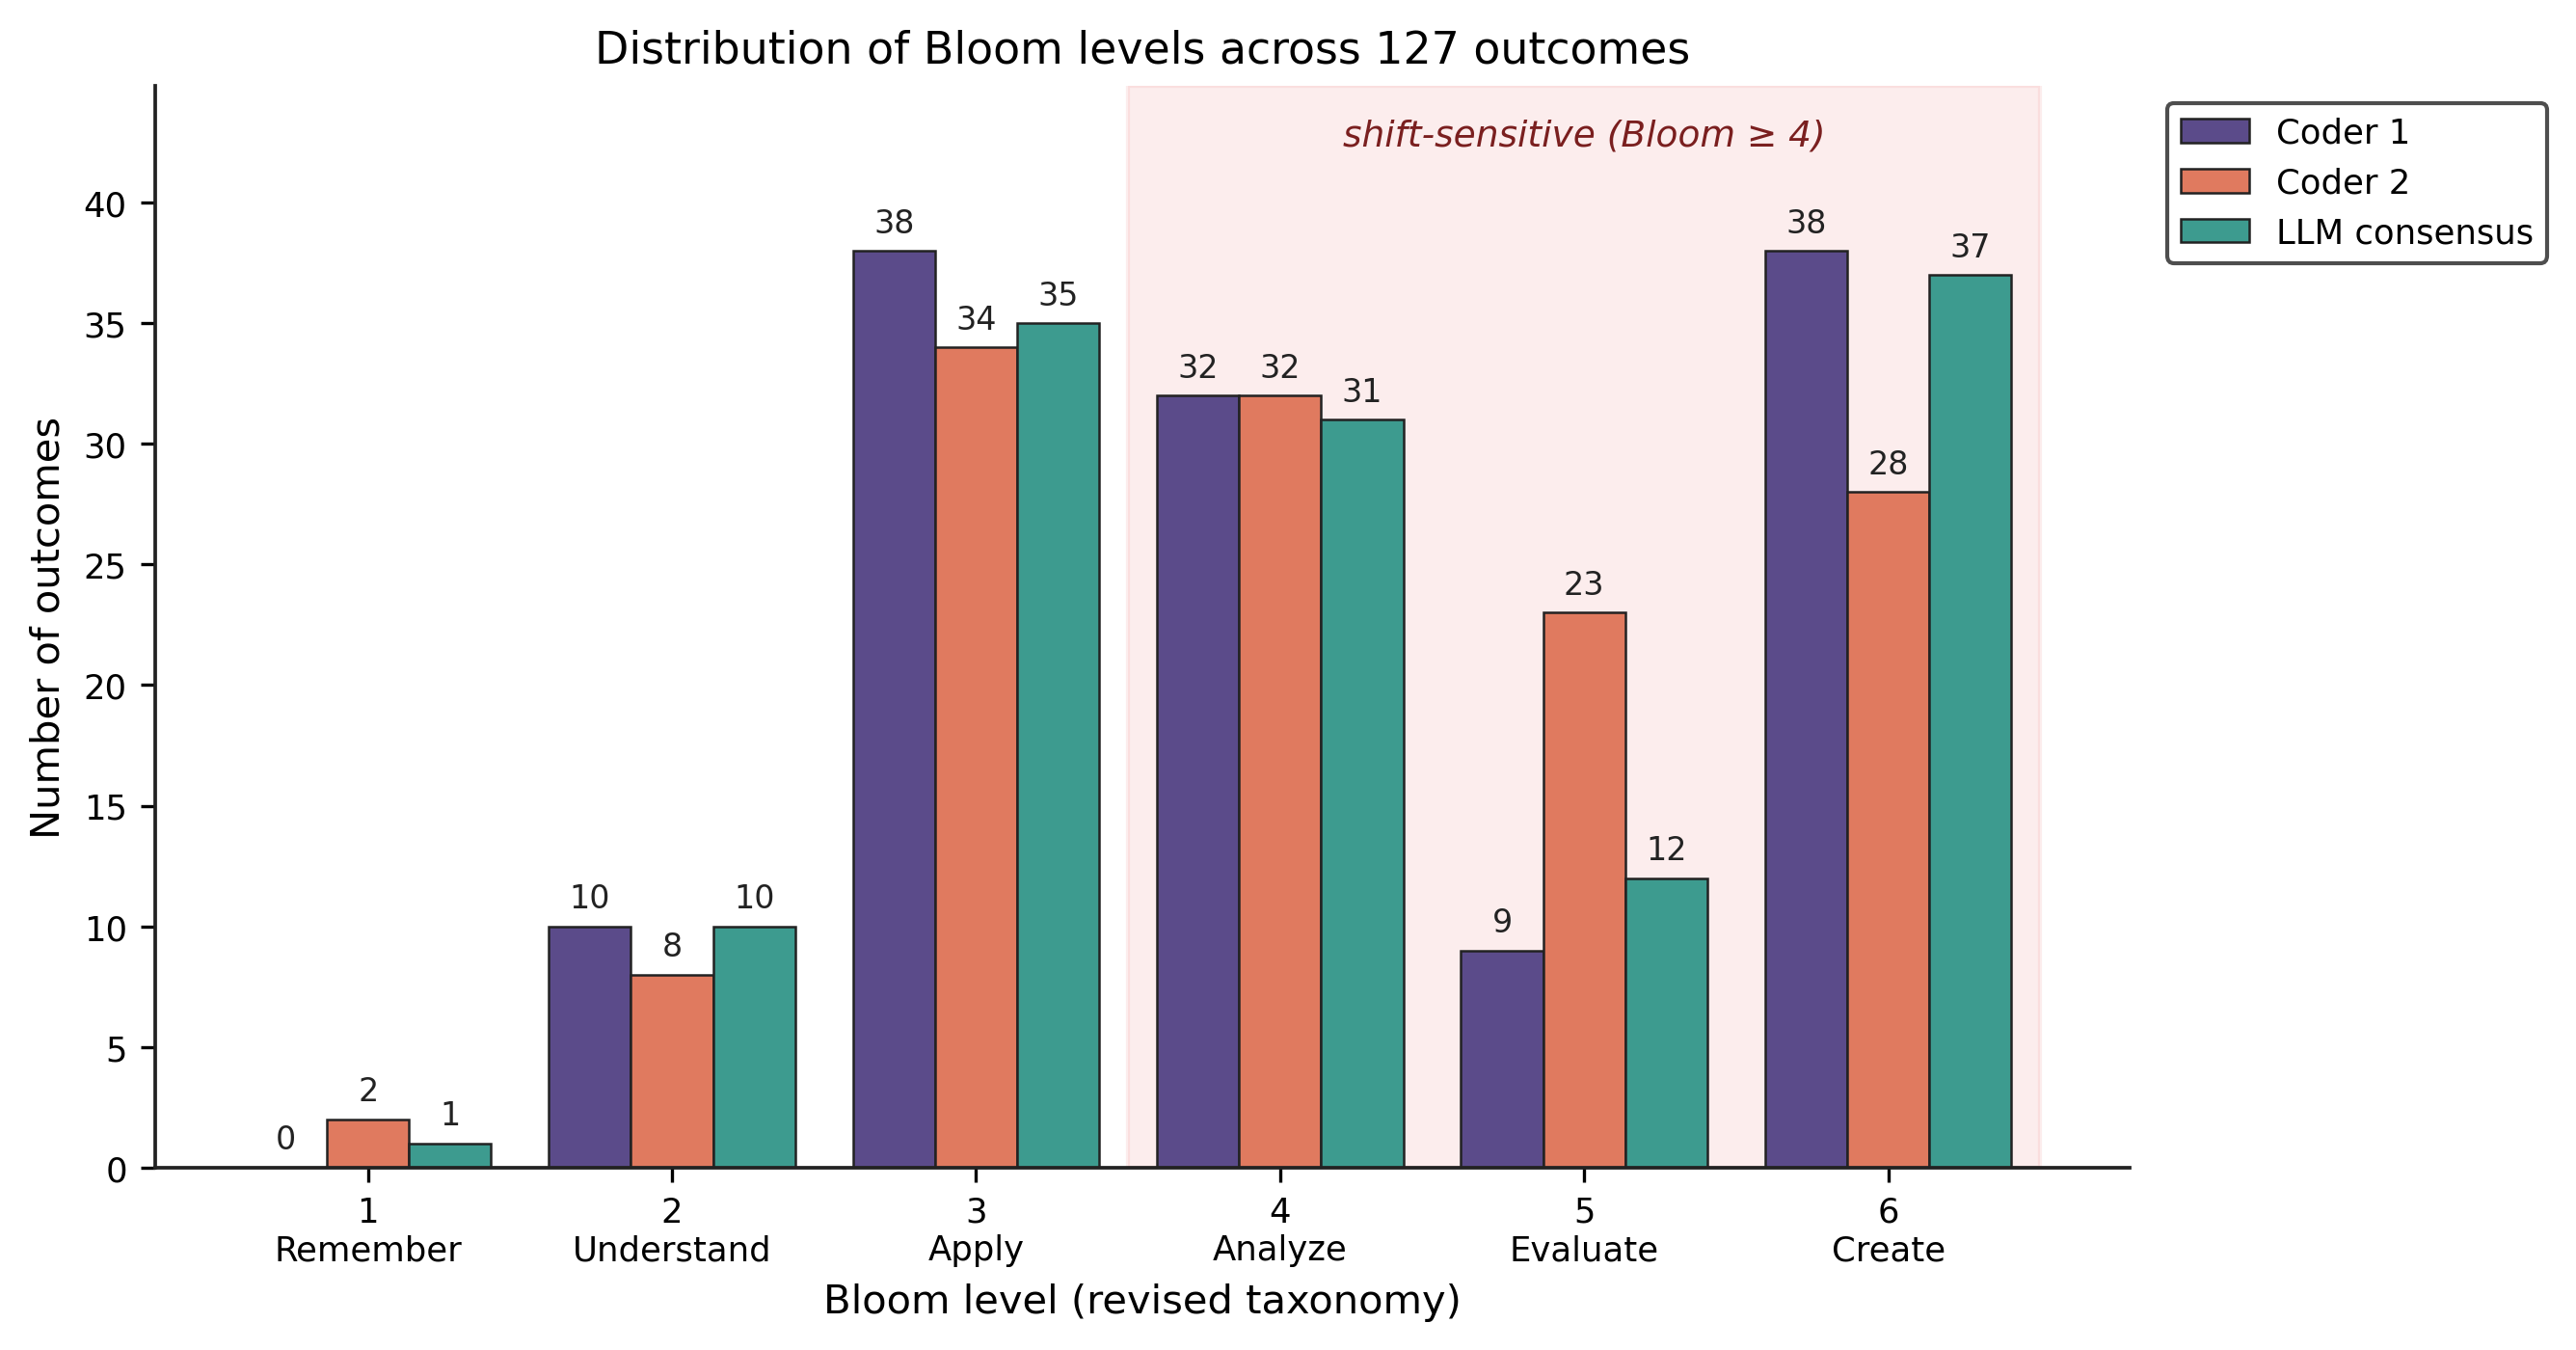 Distribution of Bloom levels across 127 outcomes
shift-sensitive (Bloom ≥ 4)
Coder 1
Coder 2
LLM consensus
Number of outcomes
40
35
30
25
20
15
10
5
0
0
2
1
10
8
10
38
34
35
32
32
31
9
23
12
38
28
37
1
Remember
2
Understand
3
Apply
4
Analyze
5
Evaluate
6
Create
Bloom level (revised taxonomy)